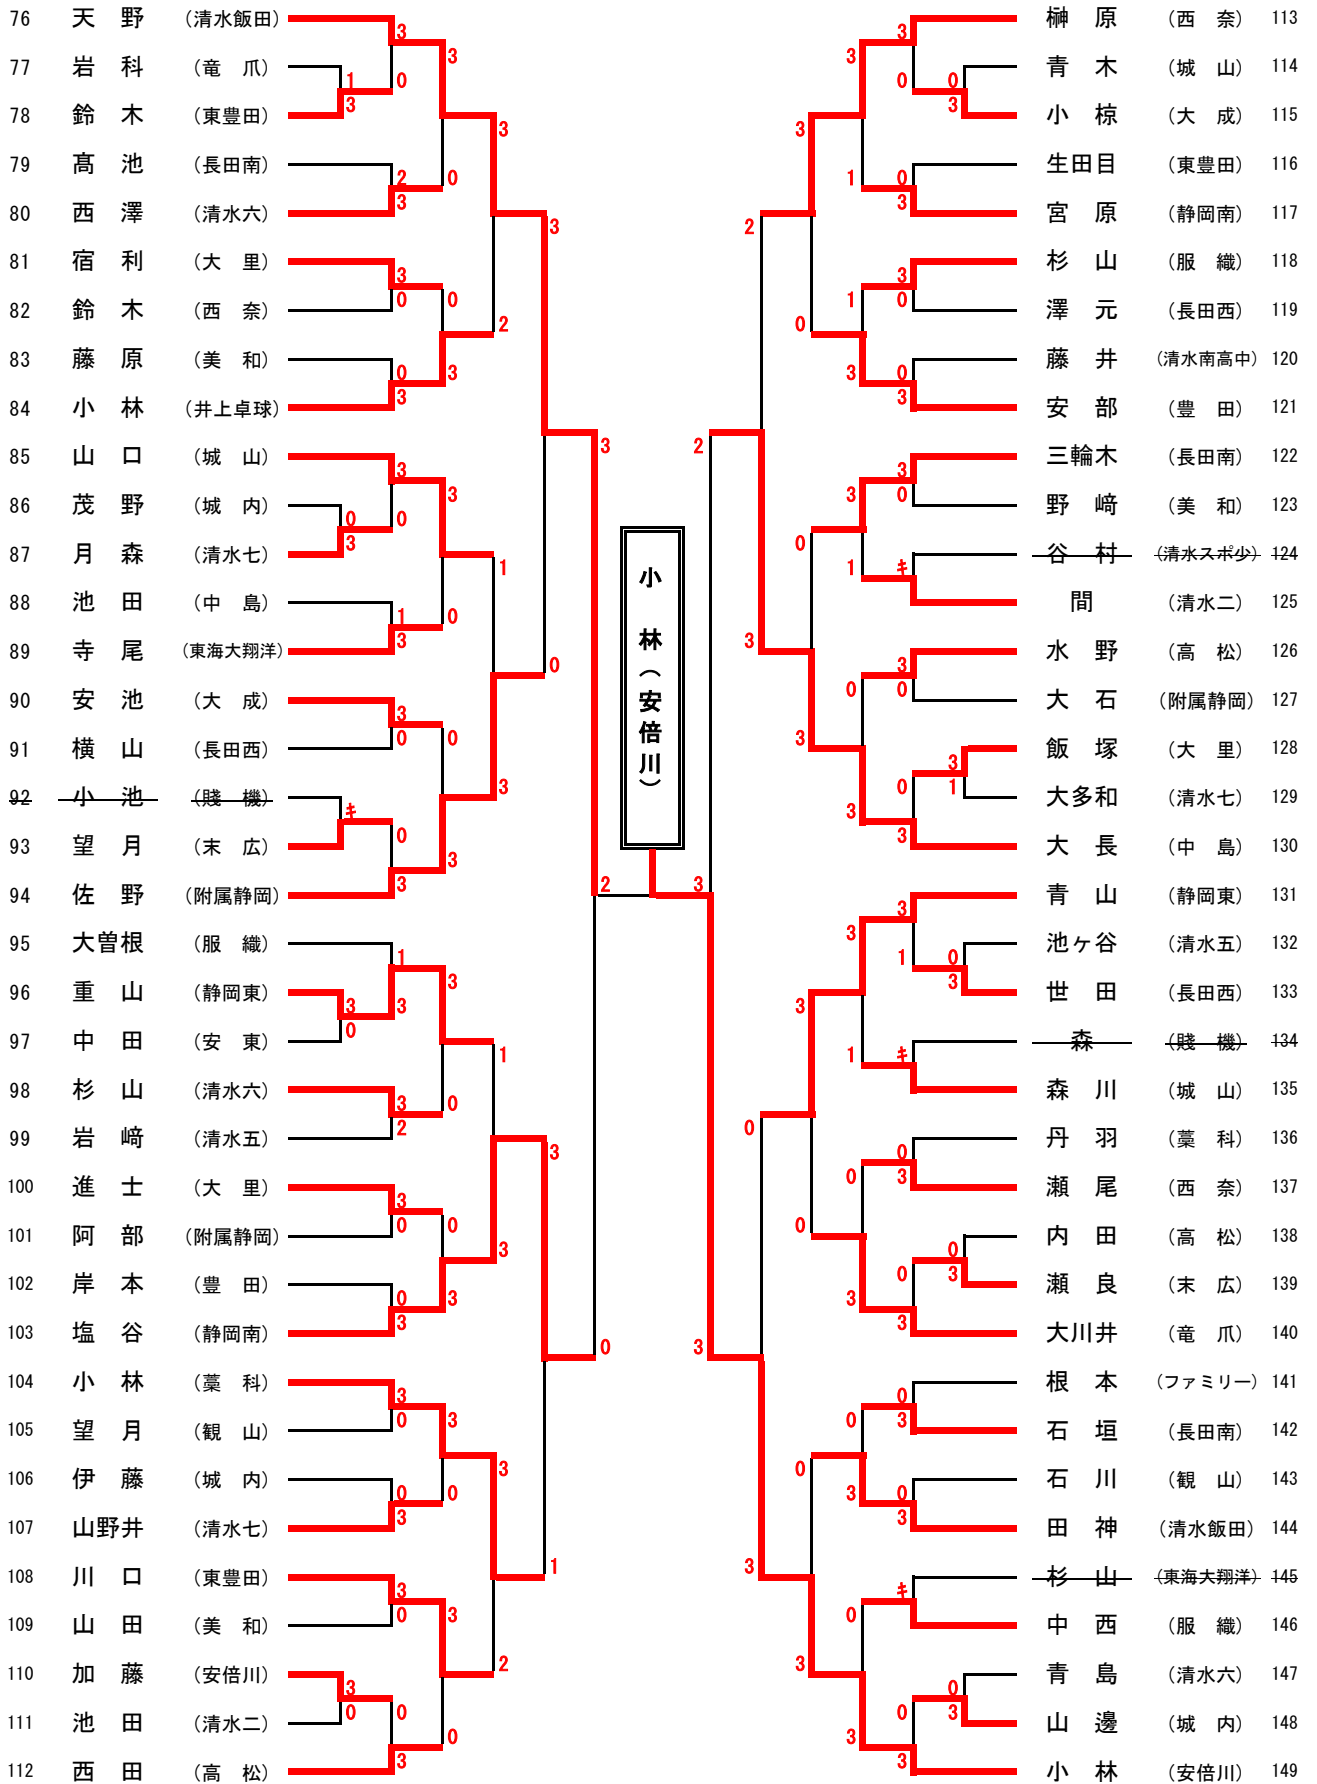 76 天野 (清水飯田)
77 岩科 (竜爪)
78 鈴木 (東豊田)
79 髙池 (長田南)
80 西澤 (清水六)
81 宿利 (大里)
82 鈴木 (西奈)
83 藤原 (美和)
84 小林 (井上卓球)
85 山口 (城山)
86 茂野 (城内)
87 月森 (清水七)
88 池田 (中島)
89 寺尾 (東海大翔洋)
90 安池 (大成)
91 横山 (長田西)
92 小池 (賤機)
93 望月 (末広)
94 佐野 (附属静岡)
95 大曽根 (服織)
96 重山 (静岡東)
97 中田 (安東)
98 杉山 (清水六)
99 岩﨑 (清水五)
100 進士 (大里)
101 阿部 (附属静岡)
102 岸本 (豊田)
103 塩谷 (静岡南)
104 小林 (藁科)
105 望月 (観山)
106 伊藤 (城内)
107 山野井 (清水七)
108 川口 (東豊田)
109 山田 (美和)
110 加藤 (安倍川)
111 池田 (清水二)
112 西田 (高松)
小林(安倍川)
榊原 (西奈) 113
青木 (城山) 114
小椋 (大成) 115
生田目 (東豊田) 116
宮原 (静岡南) 117
杉山 (服織) 118
澤元 (長田西) 119
藤井 (清水南高中) 120
安部 (豊田) 121
三輪木 (長田南) 122
野﨑 (美和) 123
谷村 (清水スポ少) 124
間 (清水二) 125
水野 (高松) 126
大石 (附属静岡) 127
飯塚 (大里) 128
大多和 (清水七) 129
大長 (中島) 130
青山 (静岡東) 131
池ヶ谷 (清水五) 132
世田 (長田西) 133
森 (賤機) 134
森川 (城山) 135
丹羽 (藁科) 136
瀬尾 (西奈) 137
内田 (高松) 138
瀬良 (末広) 139
大川井 (竜爪) 140
根本 (ファミリー) 141
石垣 (長田南) 142
石川 (観山) 143
田神 (清水飯田) 144
杉山 (東海大翔洋) 145
中西 (服織) 146
青島 (清水六) 147
山邊 (城内) 148
小林 (安倍川) 149